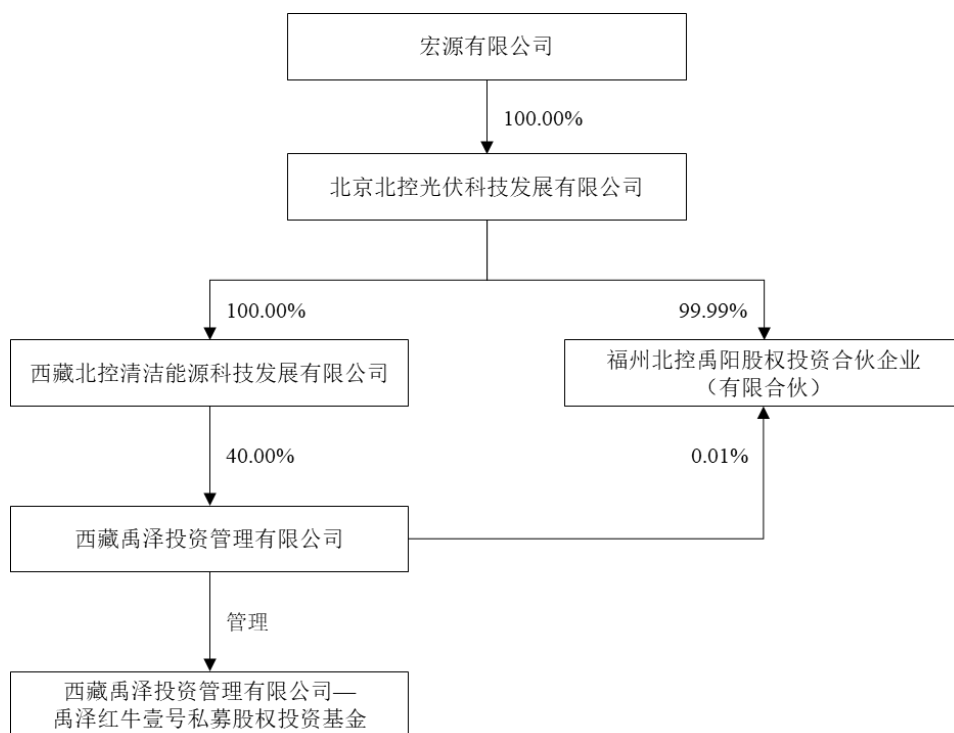 宏源有限公司
100.00%
北京北控光伏科技发展有限公司
100.00%
99.99%
西藏北控清洁能源科技发展有限公司
福州北控禹阳股权投资合伙企业
（有限合伙）
40.00%
0.01%
西藏禹泽投资管理有限公司
管理
西藏禹泽投资管理有限公司—
禹泽红牛壹号私募股权投资基金